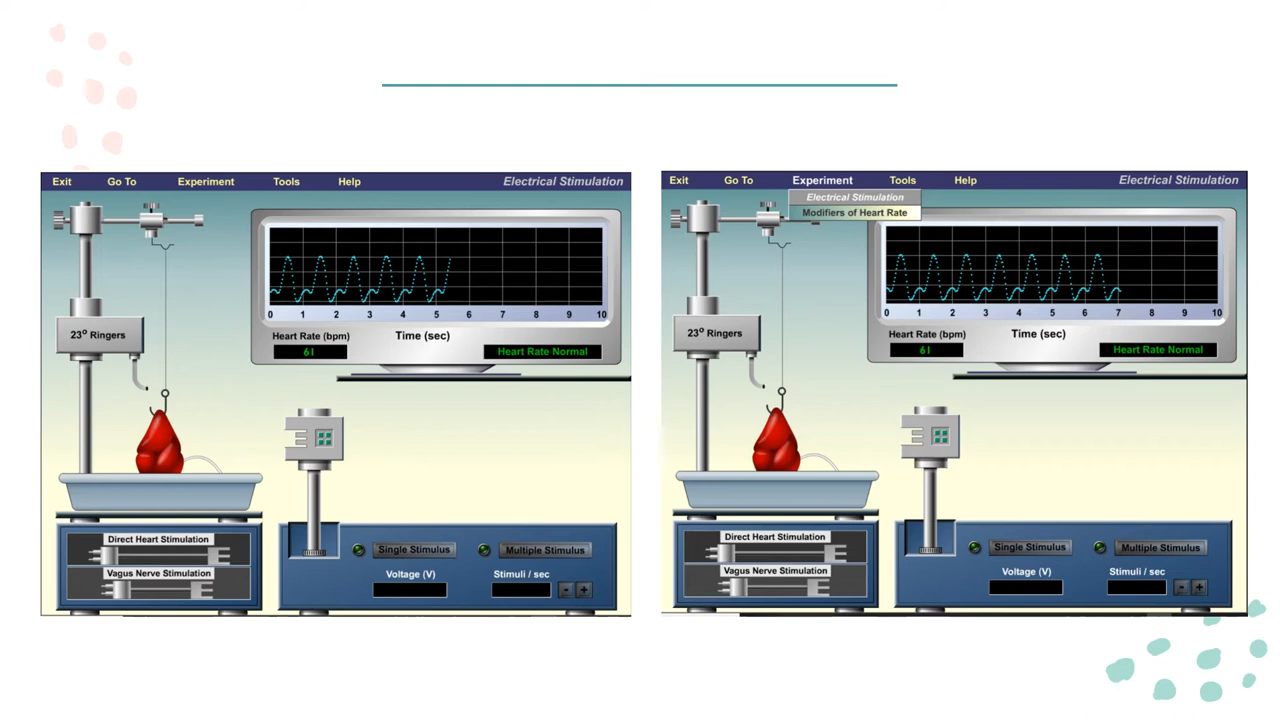 Exit Go To Experiment Tools Help Electrical Stimulation
23º Ringers
0 1 2 3 4 5 6 7 8 9 10
Heart Rate (bpm) Time (sec)
61 Heart Rate Normal
Direct Heart Stimulation
Vagus Nerve Stimulation
Single Stimulus Multiple Stimulus
Voltage (V) Stimuli / sec
- +
Exit Go To Experiment Tools Help Electrical Stimulation
Electrical Stimulation
Modifiers of Heart Rate
23º Ringers
0 1 2 3 4 5 6 7 8 9 10
Heart Rate (bpm) Time (sec)
61 Heart Rate Normal
Direct Heart Stimulation
Vagus Nerve Stimulation
Single Stimulus Multiple Stimulus
Voltage (V) Stimuli / sec
- +